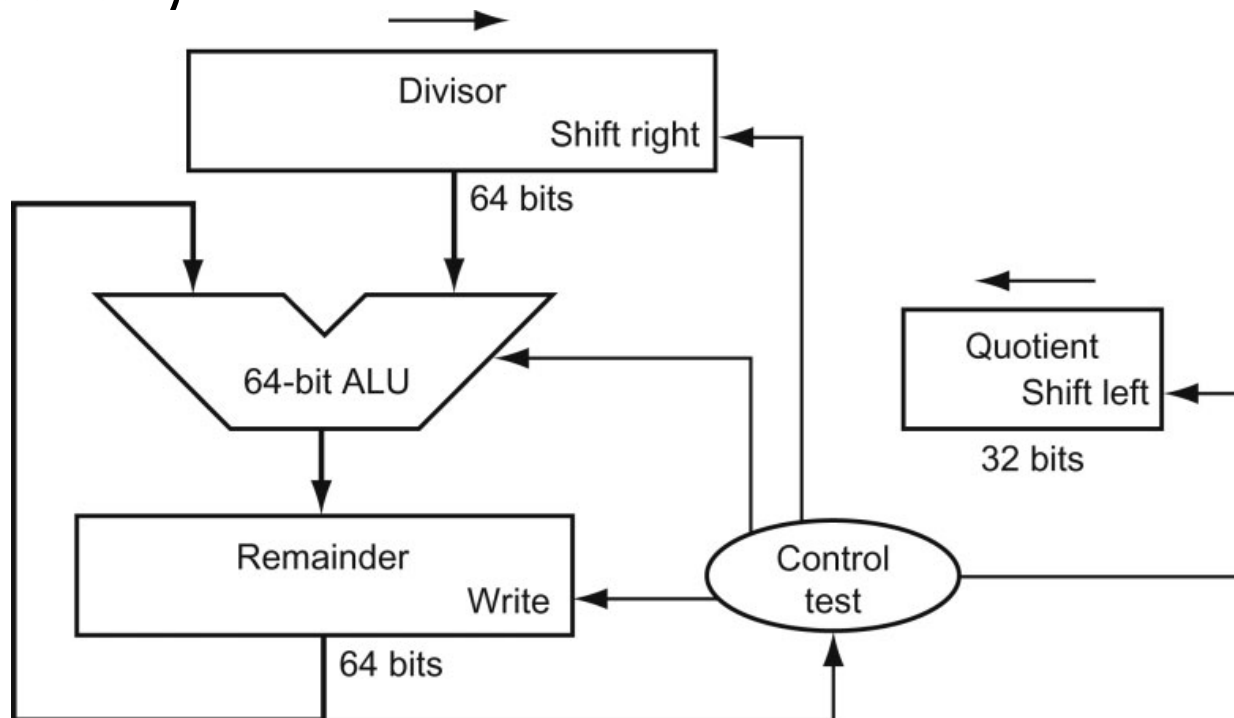 Divisor
Shift right
64 bits
64-bit ALU
Quotient
Shift left
32 bits
Remainder
Write
64 bits
Control
test